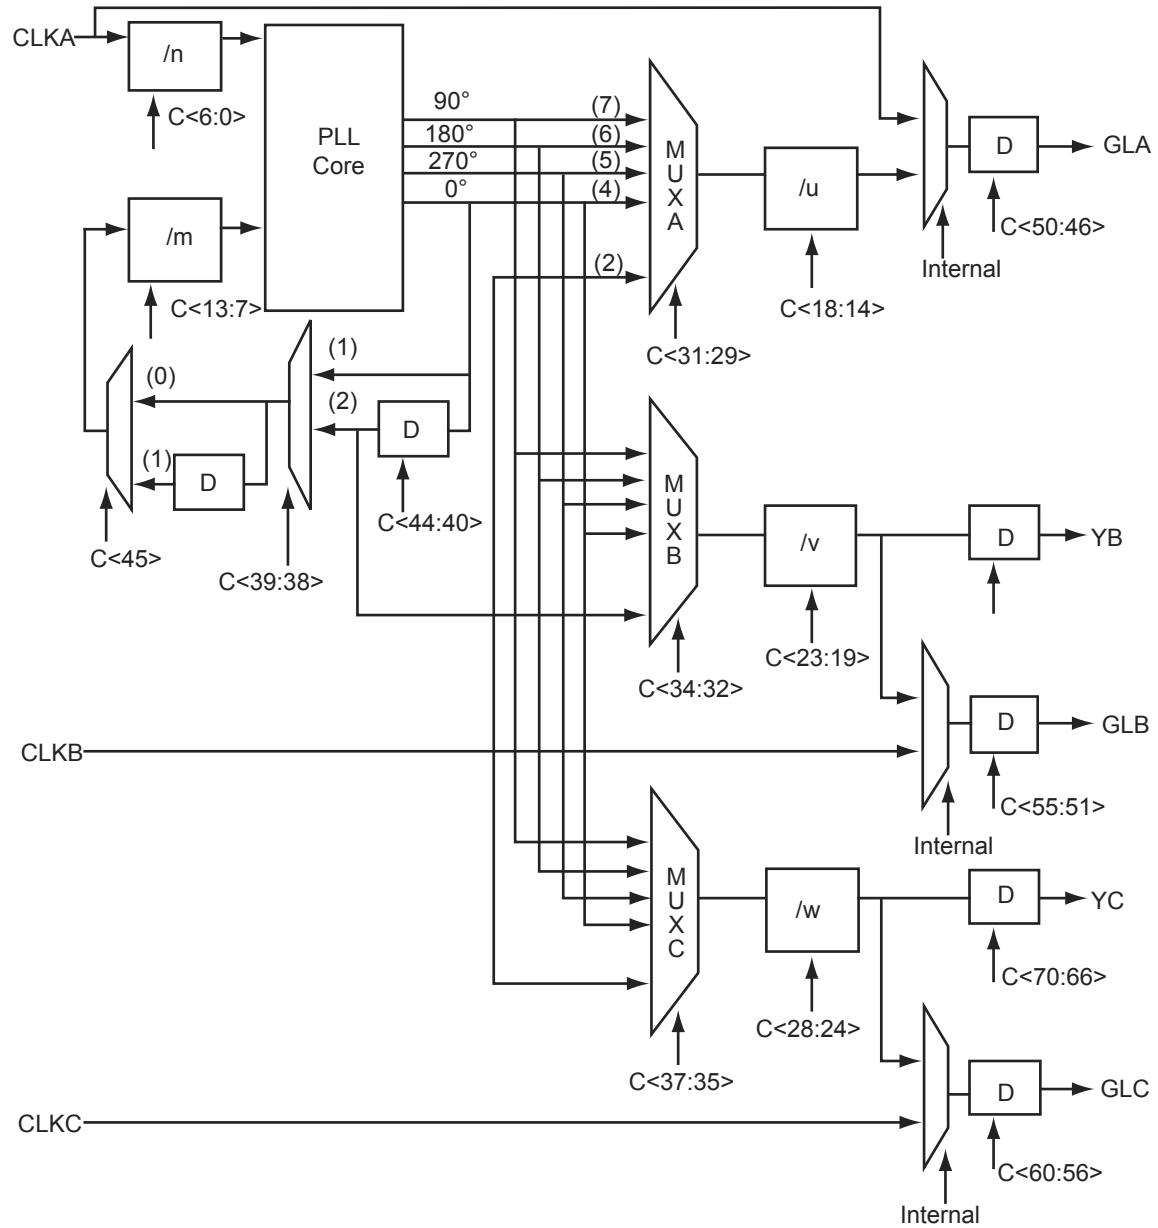 CLKA
/n
C<6:0>
PLL
Core
90°
180°
270°
0°
(7)
(6)
(5)
(4)
(2)
M
U
X
A
/u
C<18:14>
C<31:29>
D
GLA
C<50:46>
Internal
/m
C<13:7>
(0)
(1)
D
C<45>
(1)
(2)
C<39:38>
D
C<44:40>
M
U
X
B
C<34:32>
/v
C<23:19>
D
YB
D
GLB
C<55:51>
Internal
CLKB
M
U
X
C
C<37:35>
/w
C<28:24>
D
YC
C<70:66>
D
GLC
C<60:56>
Internal
CLKC